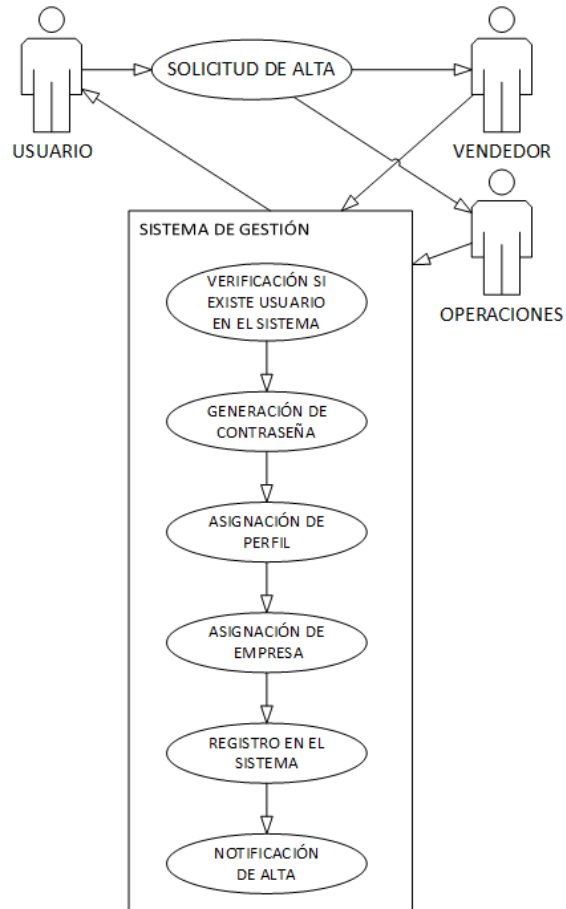 SOLICITUD DE ALTA
USUARIO
VENDEDOR
SISTEMA DE GESTIÓN
OPERACIONES
VERIFICACIÓN SI
EXISTE USUARIO
EN EL SISTEMA
GENERACIÓN DE
CONTRASEÑA
ASIGNACIÓN DE
PERFIL
ASIGNACIÓN DE
EMPRESA
REGISTRO EN EL
SISTEMA
NOTIFICACIÓN
DE ALTA